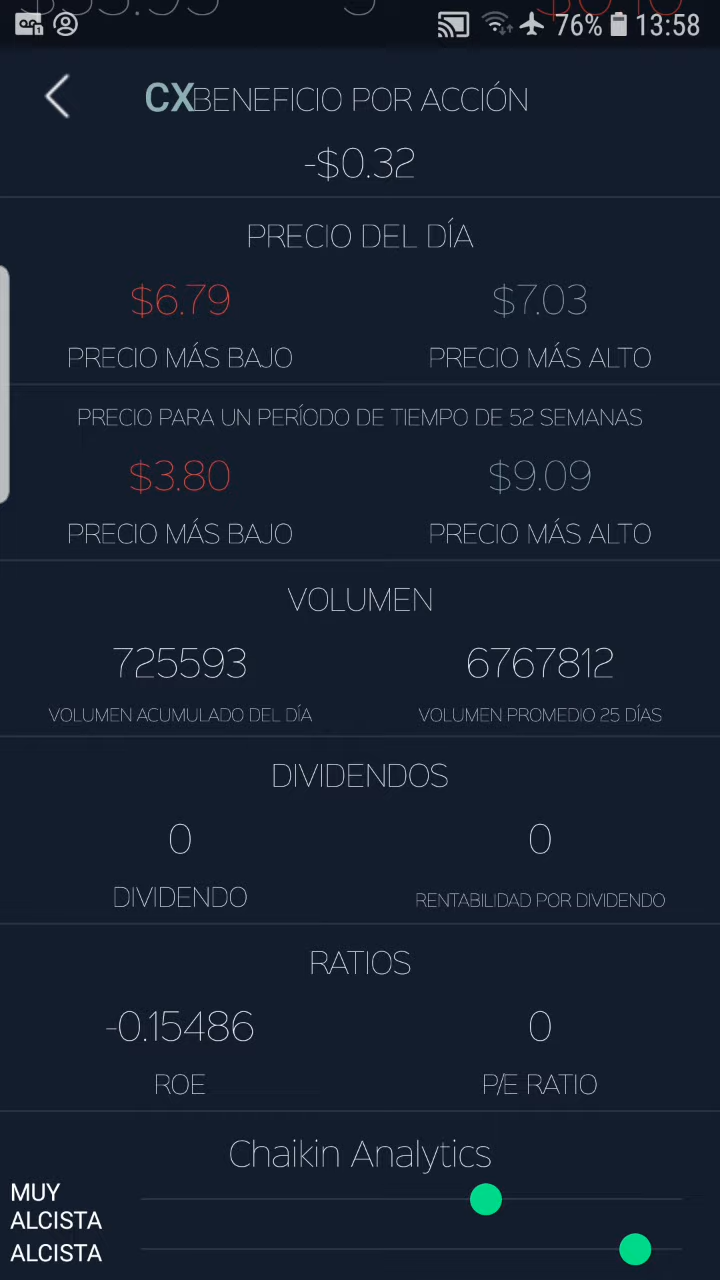 76% 13:58
CX BENEFICIO POR ACCIÓN
-$0.32
PRECIO DEL DÍA
$6.79 $7.03
PRECIO MÁS BAJO PRECIO MÁS ALTO
PRECIO PARA UN PERÍODO DE TIEMPO DE 52 SEMANAS
$3.80 $9.09
PRECIO MÁS BAJO PRECIO MÁS ALTO
VOLUMEN
725593 6767812
VOLUMEN ACUMULADO DEL DÍA VOLUMEN PROMEDIO 25 DÍAS
DIVIDENDOS
0 0
DIVIDENDO RENTABILIDAD POR DIVIDENDO
RATIOS
-0.15486 0
ROE P/E RATIO
Chaikin Analytics
MUY
ALCISTA
ALCISTA